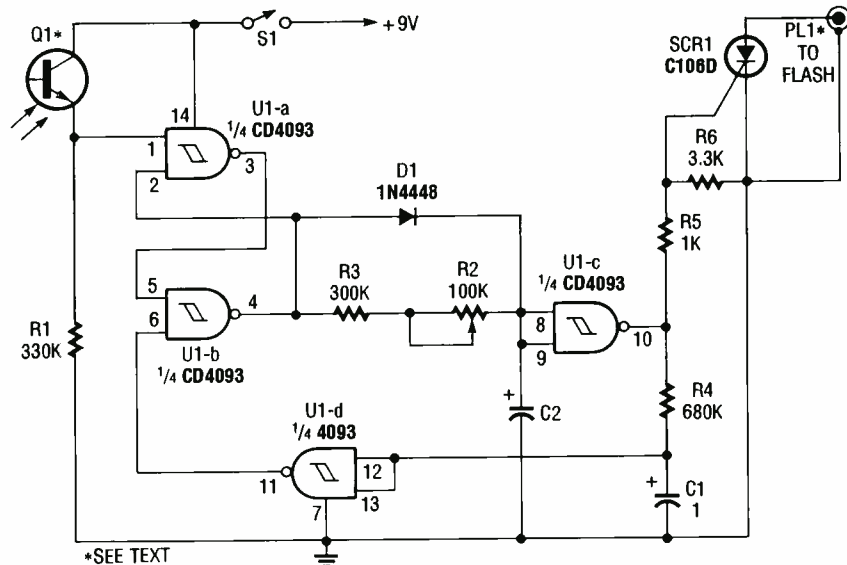 Q1*
S1
+9V
SCR1
C106D
PL1*
TO
FLASH
14
U1-a
1/4 CD4093
1
2
3
R6
3.3K
D1
1N4448
R5
1K
5
6
4
R3
300K
R2
100K
U1-c
1/4 CD4093
8
9
10
R1
330K
U1-b
1/4 CD4093
+
C2
R4
680K
U1-d
1/4 4093
11
12
13
7
+
C1
1
*SEE TEXT